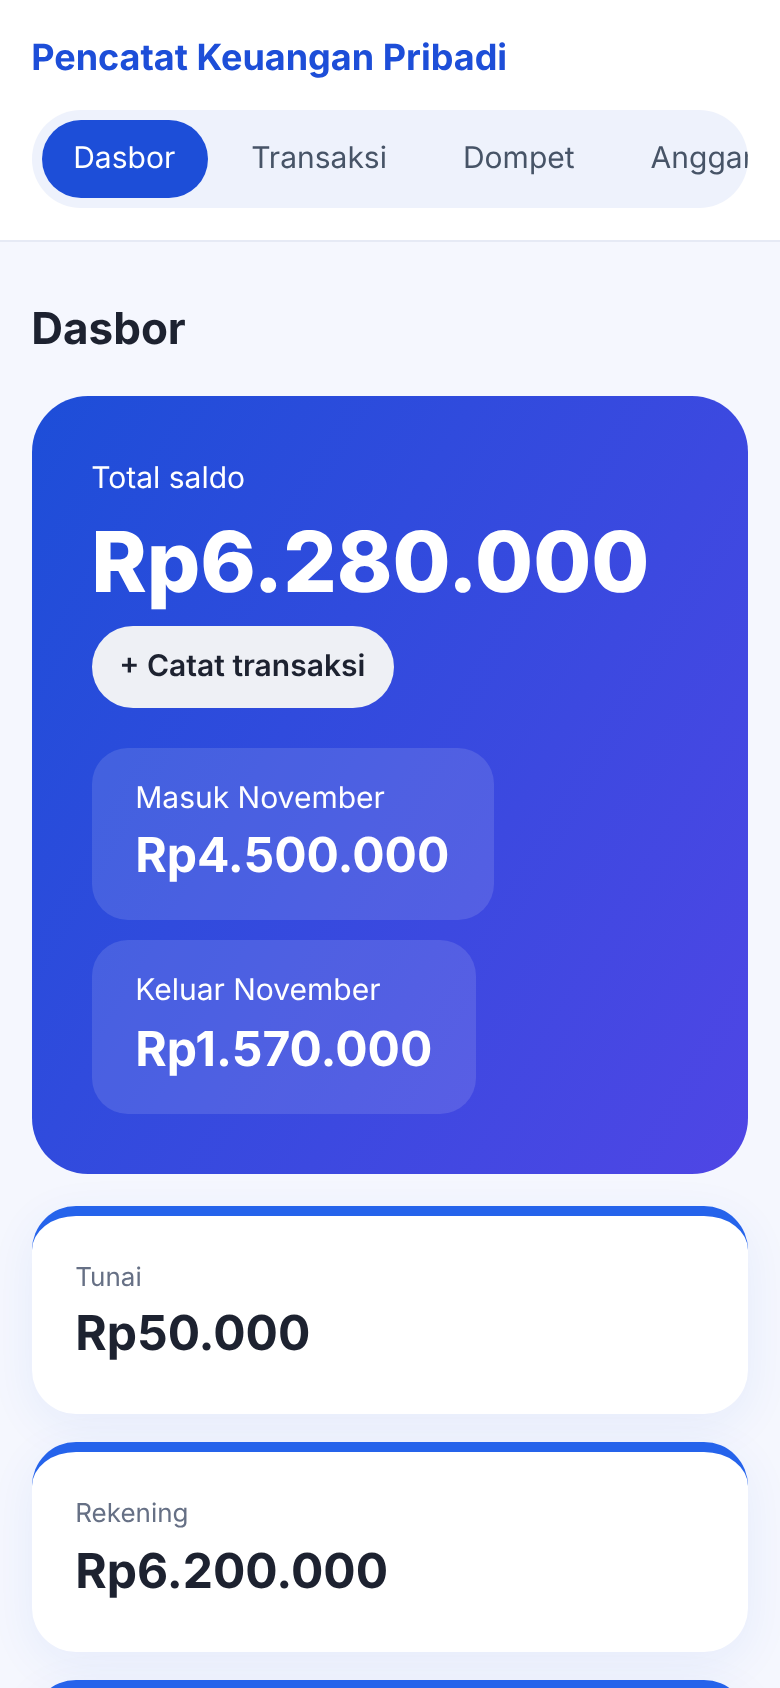 Pencatat Keuangan Pribadi
Dasbor Transaksi Dompet
Dasbor
Total saldo
Rp6.280.000
+ Catat transaksi
Masuk November
Rp4.500.000
Keluar November
Rp1.570.000
Tunai
Rp50.000
Rekening
Rp6.200.000